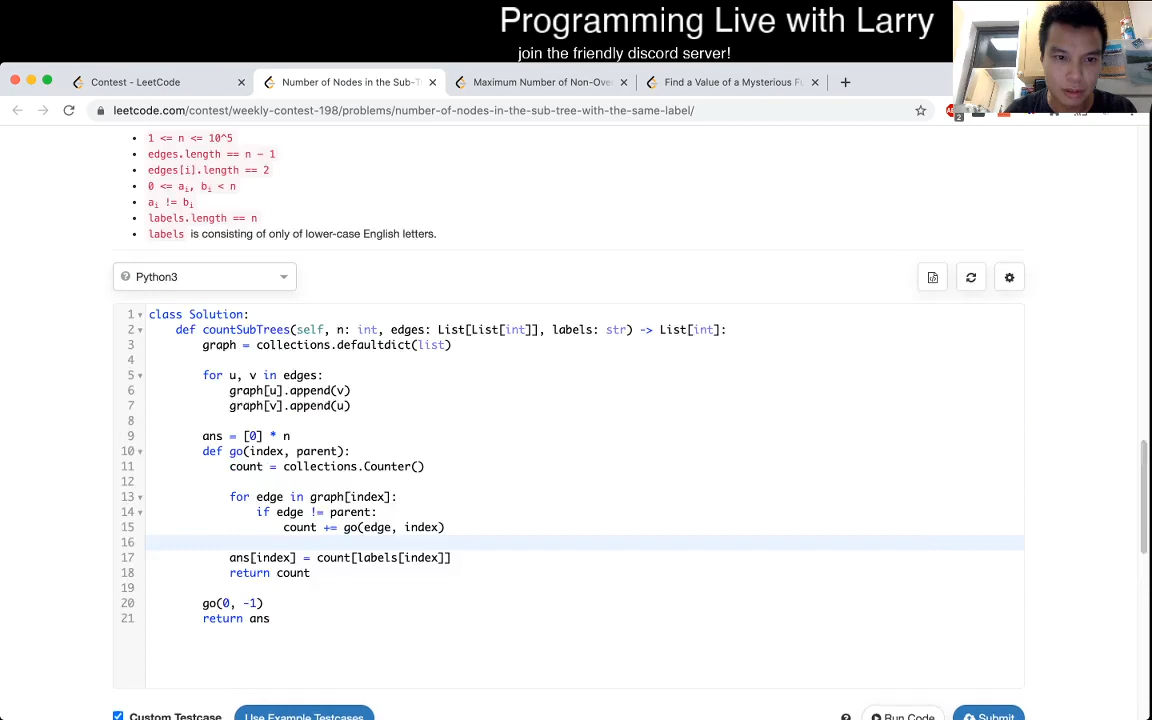 Programming Live with Larry
join the friendly discord server!
Contest - LeetCode
Number of Nodes in the Sub-T
Maximum Number of Non-Ove
Find a Value of a Mysterious Fu
leetcode.com/contest/weekly-contest-198/problems/number-of-nodes-in-the-sub-tree-with-the-same-label/
2
1 <= n <= 10^5
edges.length == n - 1
edges[i].length == 2
0 <= ai, bi < n
ai != bi
labels.length == n
labels is consisting of only of lower-case English letters.
Python3
1 class Solution:
2 def countSubTrees(self, n: int, edges: List[List[int]], labels: str) -> List[int]:
3 graph = collections.defaultdict(list)
4
5 for u, v in edges:
6 graph[u].append(v)
7 graph[v].append(u)
8
9 ans = [0] * n
10 def go(index, parent):
11 count = collections.Counter()
12
13 for edge in graph[index]:
14 if edge != parent:
15 count += go(edge, index)
16
17 ans[index] = count[labels[index]]
18 return count
19
20 go(0, -1)
21 return ans
Custom Testcase
Use Example Testcases
Run Code
Submit